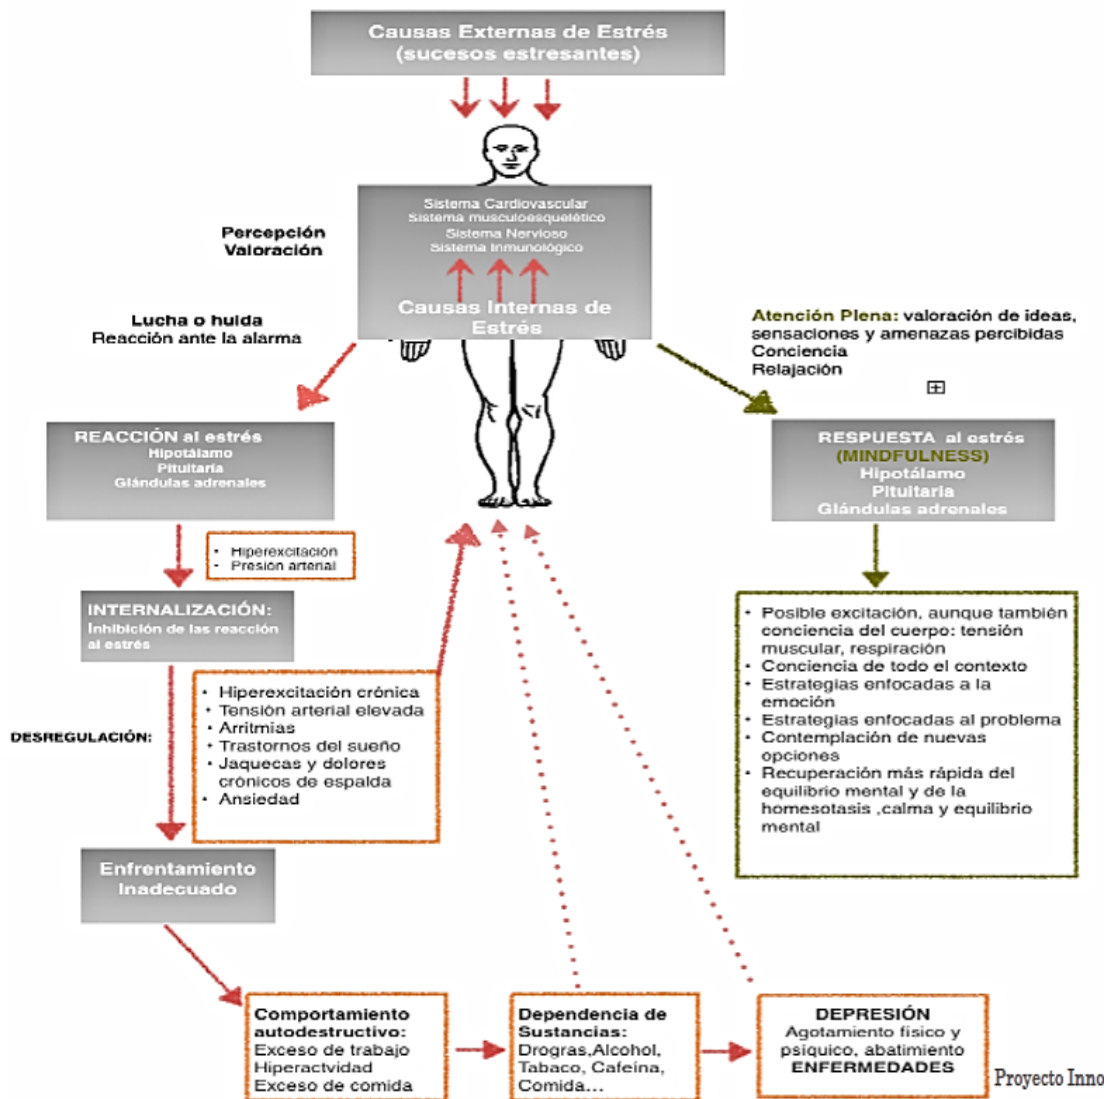 Causas Externas de Estrés
(sucesos estresantes)
Sistema Cardiovascular
Sistema musculoesquelético
Sistema Nervioso
Sistema Inmunológico
Causas Internas de
Estrés
Percepción
Valoración
Lucha o huida
Reacción ante la alarma
Atención Plena: valoración de ideas,
sensaciones y amenazas percibidas
Conciencia
Relajación
REACCIÓN al estrés
Hipotálamo
Pituitaria
Glándulas adrenales
RESPUESTA al estrés
(MINDFULNESS)
Hipotálamo
Pituitaria
Glándulas adrenales
• Hiperexcitación
• Presión arterial
INTERNALIZACIÓN:
Inhibición de las reacción
al estrés
• Hiperexcitación crónica
• Tensión arterial elevada
• Arritmias
• Trastornos del sueño
• Jaquecas y dolores
crónicos de espalda
• Ansiedad
DESREGULACIÓN:
• Posible excitación, aunque también
conciencia del cuerpo: tensión
muscular, respiración
• Conciencia de todo el contexto
• Estrategias enfocadas a la
emoción
• Estrategias enfocadas al problema
• Contemplación de nuevas
opciones
• Recuperación más rápida del
equilibrio mental y de la
homesotasis ,calma y equilibrio
mental
Enfrentamiento
Inadecuado
Comportamiento
autodestructivo:
Exceso de trabajo
Hiperactvidad
Exceso de comida
Dependencia de
Sustancias:
Drogras,Alcohol,
Tabaco, Cafeína,
Comida...
DEPRESIÓN
Agotamiento físico y
psíquico, abatimiento
ENFERMEDADES
Proyecto Inno